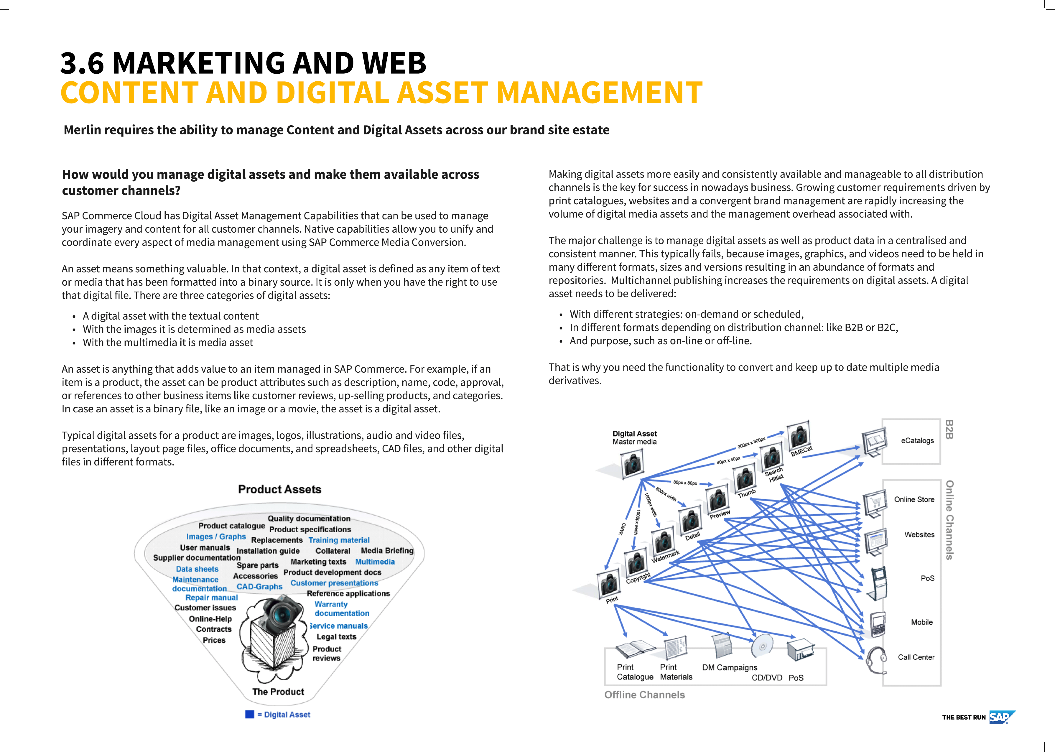 3.6 MARKETING AND WEB
CONTENT AND DIGITAL ASSET MANAGEMENT
Merlin requires the ability to manage Content and Digital Assets across our brand site estate
How would you manage digital assets and make them available across
customer channels?
SAP Commerce Cloud has Digital Asset Management Capabilities that can be used to manage
your imagery and content for all customer channels. Native capabilities allow you to unify and
coordinate every aspect of media management using SAP Commerce Media Conversion.
An asset means something valuable. In that context, a digital asset is defined as any item of text
or media that has been formatted into a binary source. It is only when you have the right to use
that digital file. There are three categories of digital assets:
• A digital asset with the textual content
• With the images it is determined as media assets
• With the multimedia it is media asset
An asset is anything that adds value to an item managed in SAP Commerce. For example, if an
item is a product, the asset can be product attributes such as description, name, code, approval,
or references to other business items like customer reviews, up-selling products, and categories.
In case an asset is a binary file, like an image or a movie, the asset is a digital asset.
Typical digital assets for a product are images, logos, illustrations, audio and video files,
presentations, layout page files, office documents, and spreadsheets, CAD files, and other digital
files in different formats.
Product Assets
Quality documentation
Product catalogue Product specifications
Images / Graphs Replacements Training material
User manuals Installation guide Collateral Media Briefing
Supplier documentation Spare parts Marketing texts Multimedia
Data sheets Accessories Product development docs
Maintenance
documentation CAD-Graphs Customer presentations
Repair manual Reference applications
Customer issues Warranty
documentation
Online-Help
Contracts Service manuals
Prices Legal texts
Product
reviews
The Product
= Digital Asset
Making digital assets more easily and consistently available and manageable to all distribution
channels is the key for success in nowadays business. Growing customer requirements driven by
print catalogues, websites and a convergent brand management are rapidly increasing the
volume of digital media assets and the management overhead associated with.
The major challenge is to manage digital assets as well as product data in a centralised and
consistent manner. This typically fails, because images, graphics, and videos need to be held in
many different formats, sizes and versions resulting in an abundance of formats and
repositories. Multichannel publishing increases the requirements on digital assets. A digital
asset needs to be delivered:
• With different strategies: on-demand or scheduled,
• In different formats depending on distribution channel: like B2B or B2C,
• And purpose, such as on-line or off-line.
That is why you need the functionality to convert and keep up to date multiple media
derivatives.
Digital Asset
Master media
BMECat
Search
Hitlist
Thumb
Preview
Detail
Watermark
Copyright
Print
B2B
eCatalogs
Online Channels
Online Store
Websites
PoS
Mobile
Call Center
Print
Catalogue
Print
Materials
DM Campaigns
CD/DVD
PoS
Offline Channels
THE BEST RUN SAP